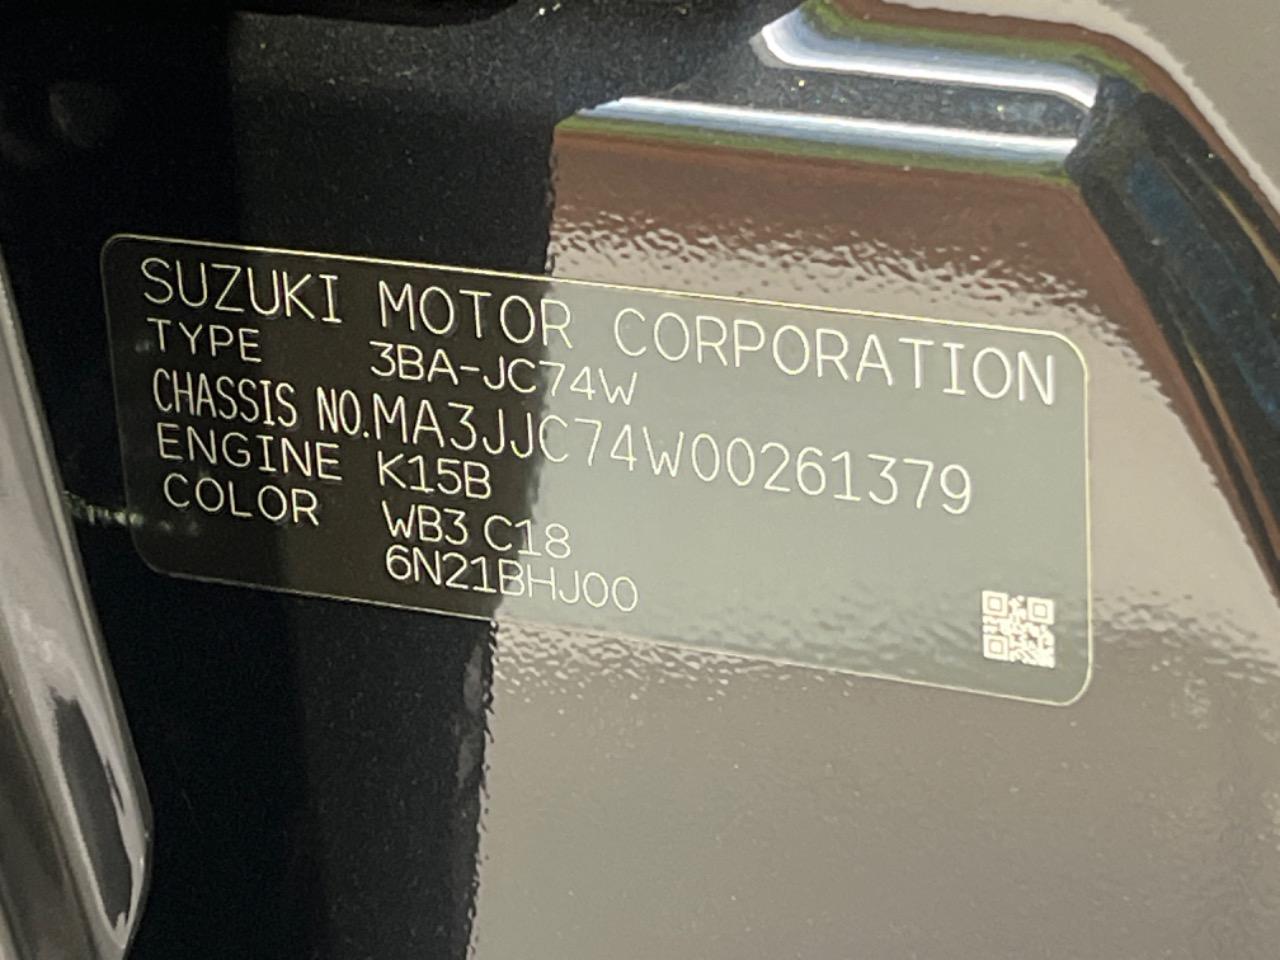 SUZUKI MOTOR CORPORATION
TYPE 3BA-JC74W
CHASSIS NO.MA3JJC74W00261379
ENGINE K15B
COLOR WB3 C18
6N21BHJ00